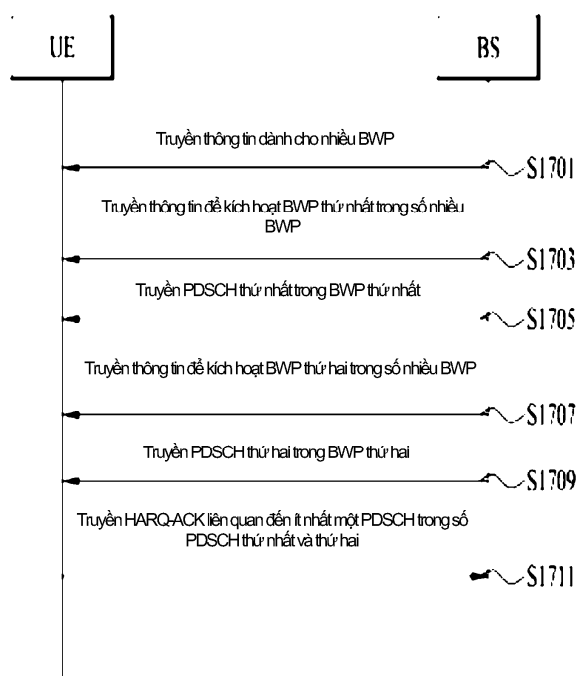 UE
BS
Truyền thông tin dành cho nhiều BWP
S1701
Truyền thông tin để kích hoạt BWP thứ nhất trong số nhiều
BWP
S1703
Truyền PDSCH thứ nhất trong BWP thứ nhất
S1705
Truyền thông tin để kích hoạt BWP thứ hai trong số nhiều BWP
S1707
Truyền PDSCH thứ hai trong BWP thứ hai
S1709
Truyền HARQ-ACK liên quan đến ít nhất một PDSCH trong số
PDSCH thứ nhất và thứ hai
S1711